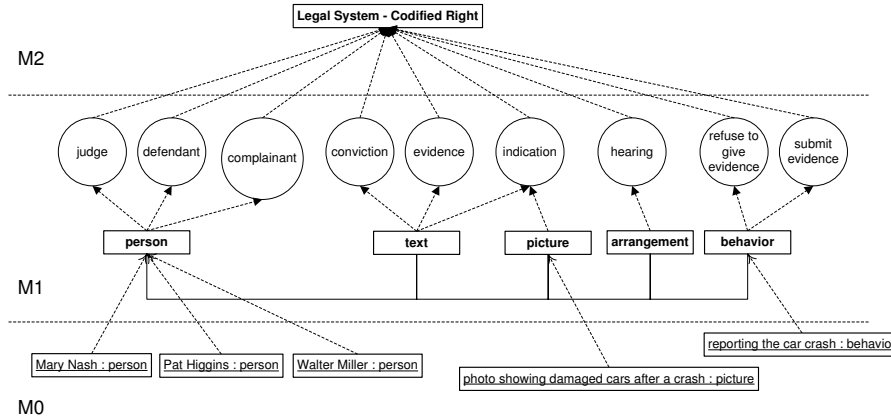 Legal System - Codified Right
M2
judge
defendant
complainant
conviction
evidence
indication
hearing
refuse to
give
evidence
submit
evidence
person
text
picture
arrangement
behavior
M1
Mary Nash : person
Pat Higgins : person
Walter Miller : person
photo showing damaged cars after a crash : picture
reporting the car crash : behavio
M0